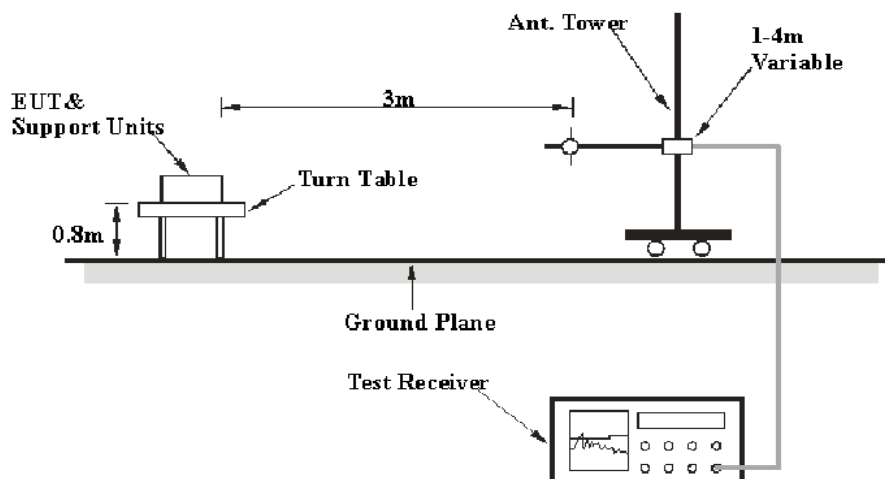 Ant. Tower
1-4m
Variable
3m
EUT&
Support Units
Turn Table
0.8m
Ground Plane
Test Receiver